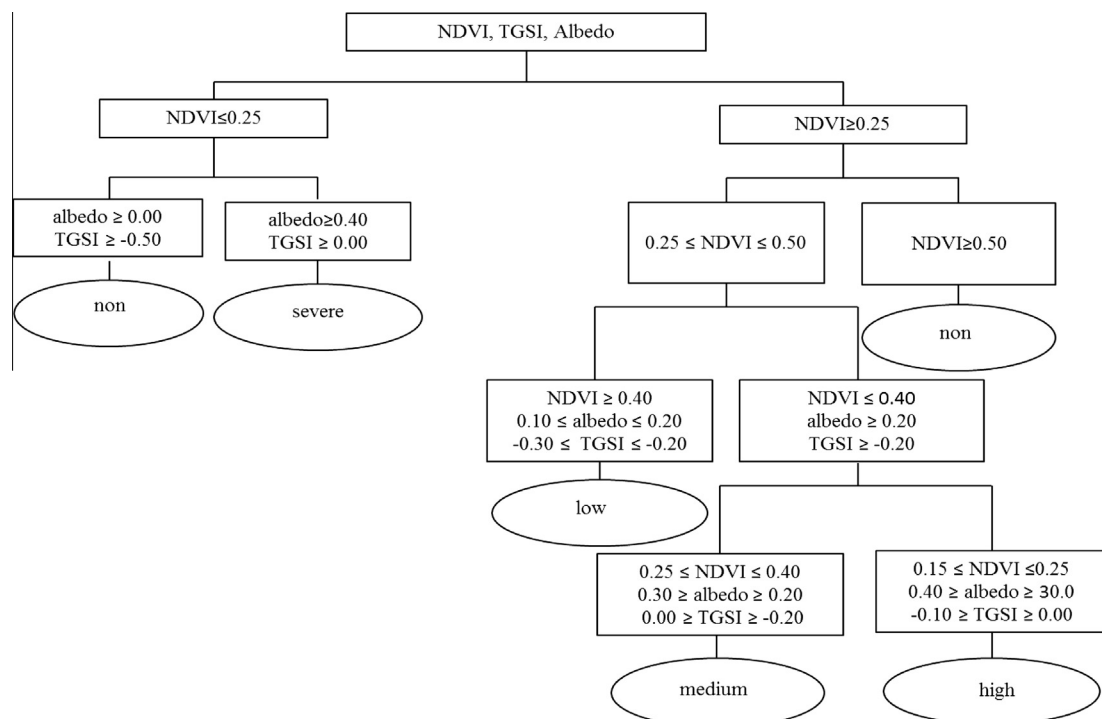 NDVI, TGSI, Albedo
NDVI≤0.25
NDVI≥0.25
albedo ≥ 0.00
TGSI ≥ -0.50
albedo≥0.40
TGSI ≥ 0.00
0.25 ≤ NDVI ≤ 0.50
NDVI≥0.50
non
severe
non
NDVI ≥ 0.40
0.10 ≤ albedo ≤ 0.20
-0.30 ≤ TGSI ≤ -0.20
NDVI ≤ 0.40
albedo ≥ 0.20
TGSI ≥ -0.20
low
0.25 ≤ NDVI ≤ 0.40
0.30 ≥ albedo ≥ 0.20
0.00 ≥ TGSI ≥ -0.20
0.15 ≤ NDVI ≤0.25
0.40 ≥ albedo ≥ 30.0
-0.10 ≥ TGSI ≥ 0.00
medium
high